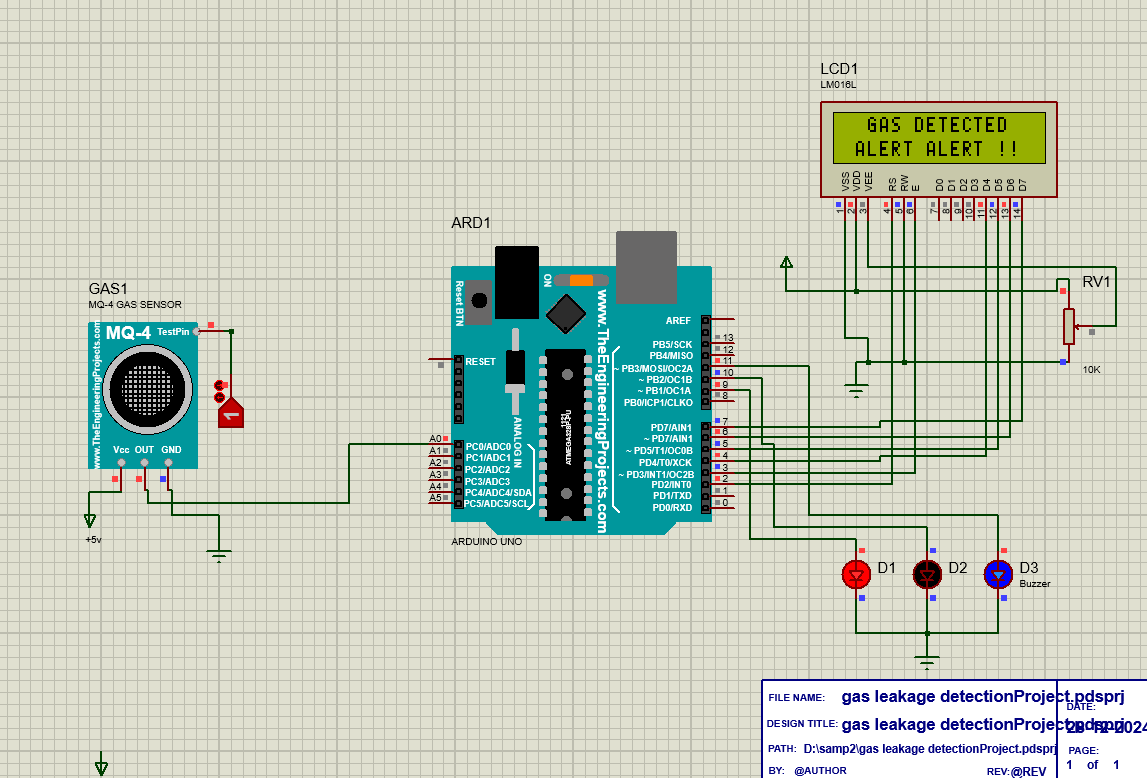 LCD1
LM016L
GAS DETECTED
ALERT ALERT !!
VSS
VDD
VEE
RS
RW
E
D0
D1
D2
D3
D4
D5
D6
D7
1
2
3
4
5
6
7
8
9
10
11
12
13
14
RV1
10K
GAS1
MQ-4 GAS SENSOR
MQ-4
TestPin
www.TheEngineeringProjects.com
Vcc OUT GND
1
+5v
ARD1
Reset BTN
ON
www.TheEngineeringProjects.com
ANALOG IN
ATMEGA328P-PU
1121
RESET
A0 PC0/ADC0
A1 PC1/ADC1
A2 PC2/ADC2
A3 PC3/ADC3
A4 PC4/ADC4/SDA
A5 PC5/ADC5/SCL
AREF
PB5/SCK 13
PB4/MISO 12
~ PB3/MOSI/OC2A 11
~ PB2/OC1B 10
~ PB1/OC1A 9
PB0/ICP1/CLKO 8
PD7/AIN1 7
~ PD7/AIN1 6
~ PD5/T1/OC0B 5
PD4/T0/XCK 4
~ PD3/INT1/OC2B 3
PD2/INT0 2
PD1/TXD 1
PD0/RXD 0
ARDUINO UNO
D1
D2
D3
Buzzer
FILE NAME: gas leakage detectionProject.pdsprj
DESIGN TITLE: gas leakage detectionProject.pdsprj
PATH: D:\samp2\gas leakage detectionProject.pdsprj
BY: @AUTHOR
REV:@REV
DATE:
PAGE:
1 of 1